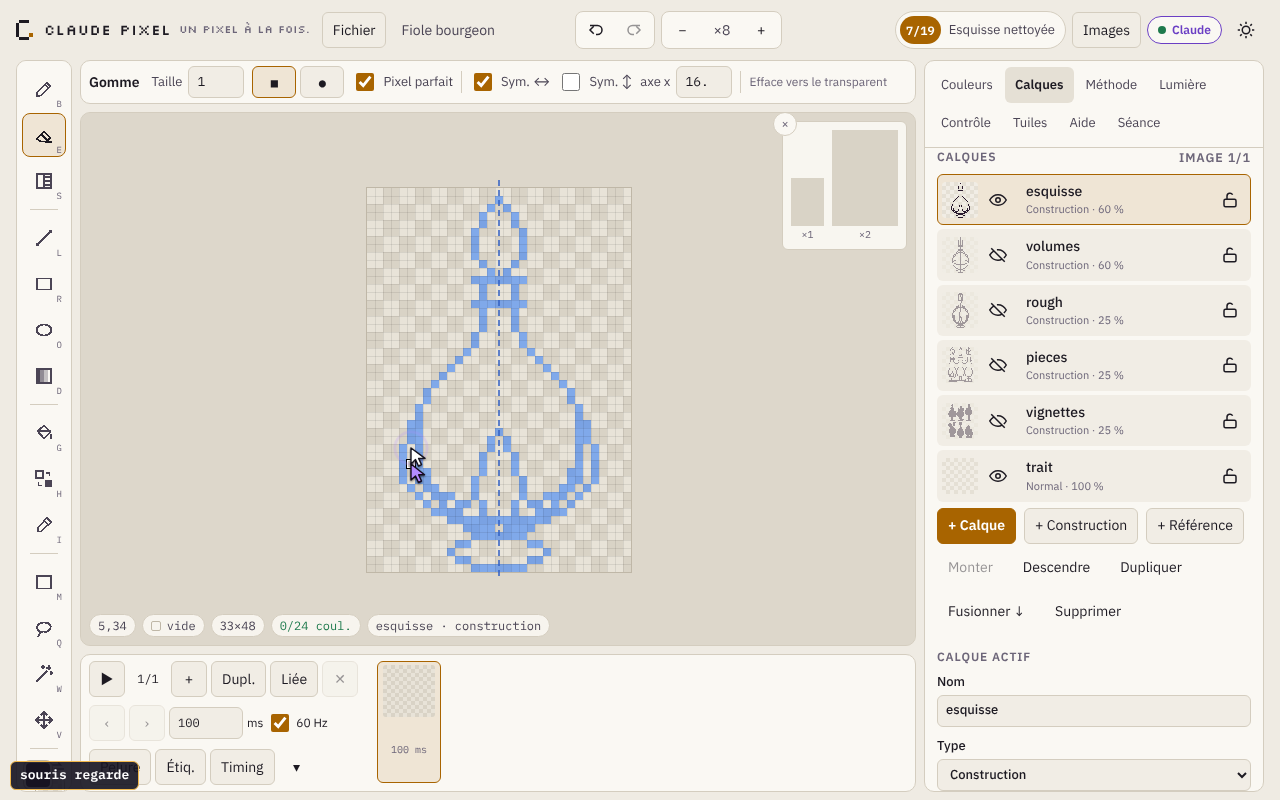 CLAUDE PIXEL UN PIXEL À LA FOIS. Fichier Fiole bourgeon − ×8 + 7/19 Esquisse nettoyée Images Claude
Gomme Taille 1 ■ ● Pixel parfait Sym. ↔ Sym. ↕ axe x 16. Efface vers le transparent
B
E
S
L
R
O
D
G
H
I
M
Q
W
V
×
×1 ×2
5,34 vide 33×48 0/24 coul. esquisse · construction
1/1 + Dupl. Liée ✕
‹ › 100 ms 60 Hz
Étiq. Timing ▼
100 ms
souris regarde
Couleurs Calques Méthode Lumière
Contrôle Tuiles Aide Séance
CALQUES IMAGE 1/1
esquisse
Construction · 60 %
volumes
Construction · 60 %
rough
Construction · 25 %
pieces
Construction · 25 %
vignettes
Construction · 25 %
trait
Normal · 100 %
+ Calque + Construction + Référence
Monter Descendre Dupliquer
Fusionner ↓ Supprimer
CALQUE ACTIF
Nom
esquisse
Type
Construction